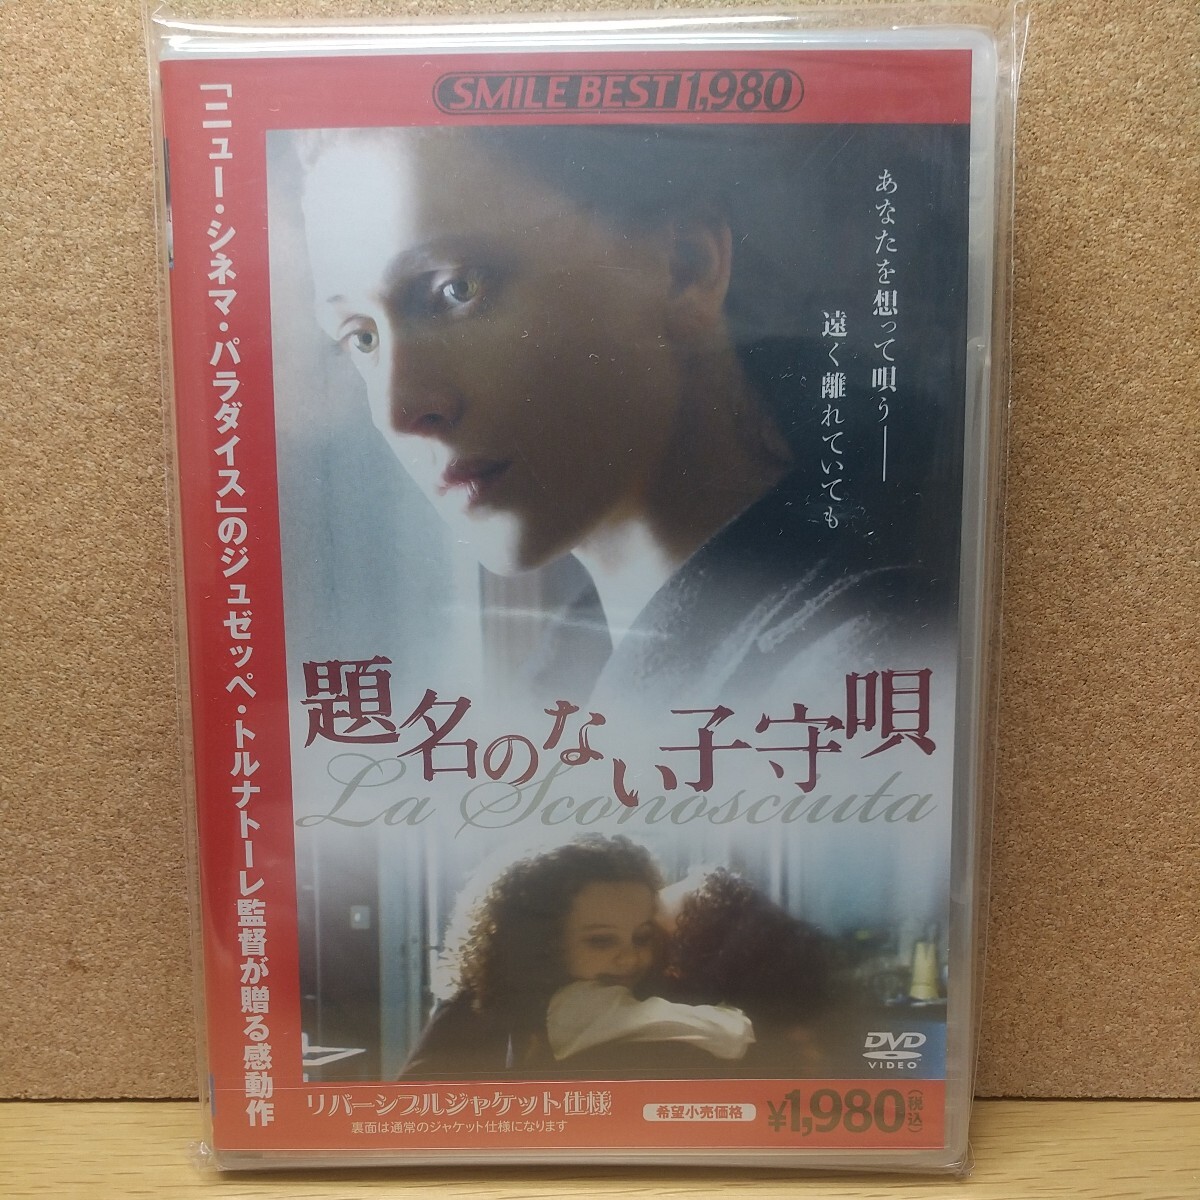 SMILE BEST 1,980
「ニュー・シネマ・パラダイス」のジュゼッペ・トルナトーレ監督が贈る感動作
あなたを想って唄う――
遠く離れていても
題名のない子守唄
La Sconosciuta
DVD
VIDEO
リバーシブルジャケット仕様
裏面は通常のジャケット仕様になります
希望小売価格
¥1,980(税込)